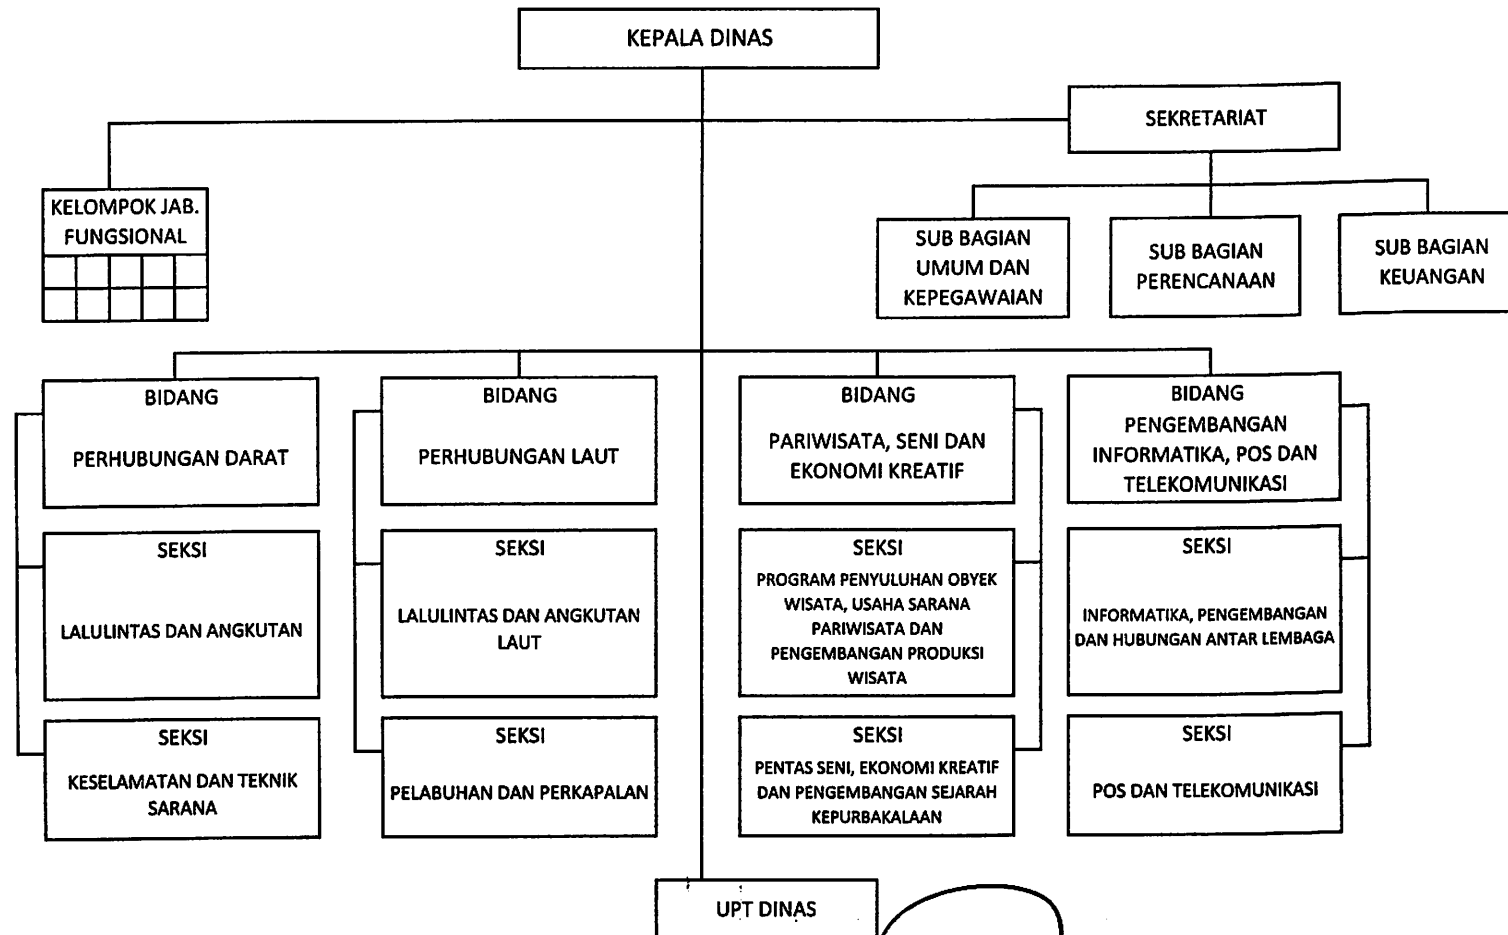 KEPALA DINAS
SEKRETARIAT
KELOMPOK JAB.
FUNGSIONAL
SUB BAGIAN
UMUM DAN
KEPEGAWAIAN
SUB BAGIAN
PERENCANAAN
SUB BAGIAN
KEUANGAN
BIDANG
PERHUBUNGAN DARAT
BIDANG
PERHUBUNGAN LAUT
BIDANG
PARIWISATA, SENI DAN
EKONOMI KREATIF
BIDANG
PENGEMBANGAN
INFORMATIKA, POS DAN
TELEKOMUNIKASI
SEKSI
LALULINTAS DAN ANGKUTAN
SEKSI
LALULINTAS DAN ANGKUTAN
LAUT
SEKSI
PROGRAM PENYULUHAN OBYEK
WISATA, USAHA SARANA
PARIWISATA DAN
PENGEMBANGAN PRODUKSI
WISATA
SEKSI
INFORMATIKA, PENGEMBANGAN
DAN HUBUNGAN ANTAR LEMBAGA
SEKSI
KESELAMATAN DAN TEKNIK
SARANA
SEKSI
PELABUHAN DAN PERKAPALAN
SEKSI
PENTAS SENI, EKONOMI KREATIF
DAN PENGEMBANGAN SEJARAH
KEPURBAKALAAN
SEKSI
POS DAN TELEKOMUNIKASI
UPT DINAS